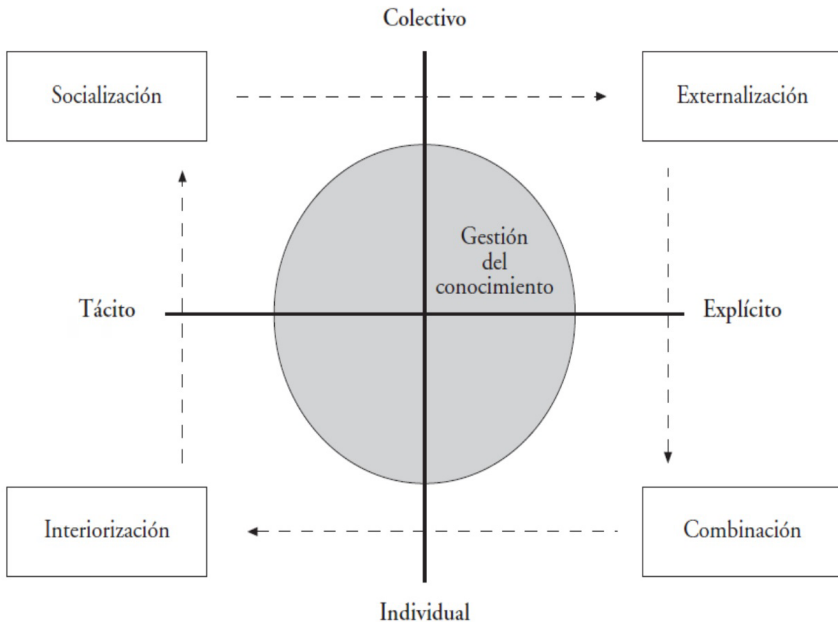 Colectivo
Socialización
Externalización
Gestión
del
conocimiento
Tácito
Explícito
Interiorización
Combinación
Individual